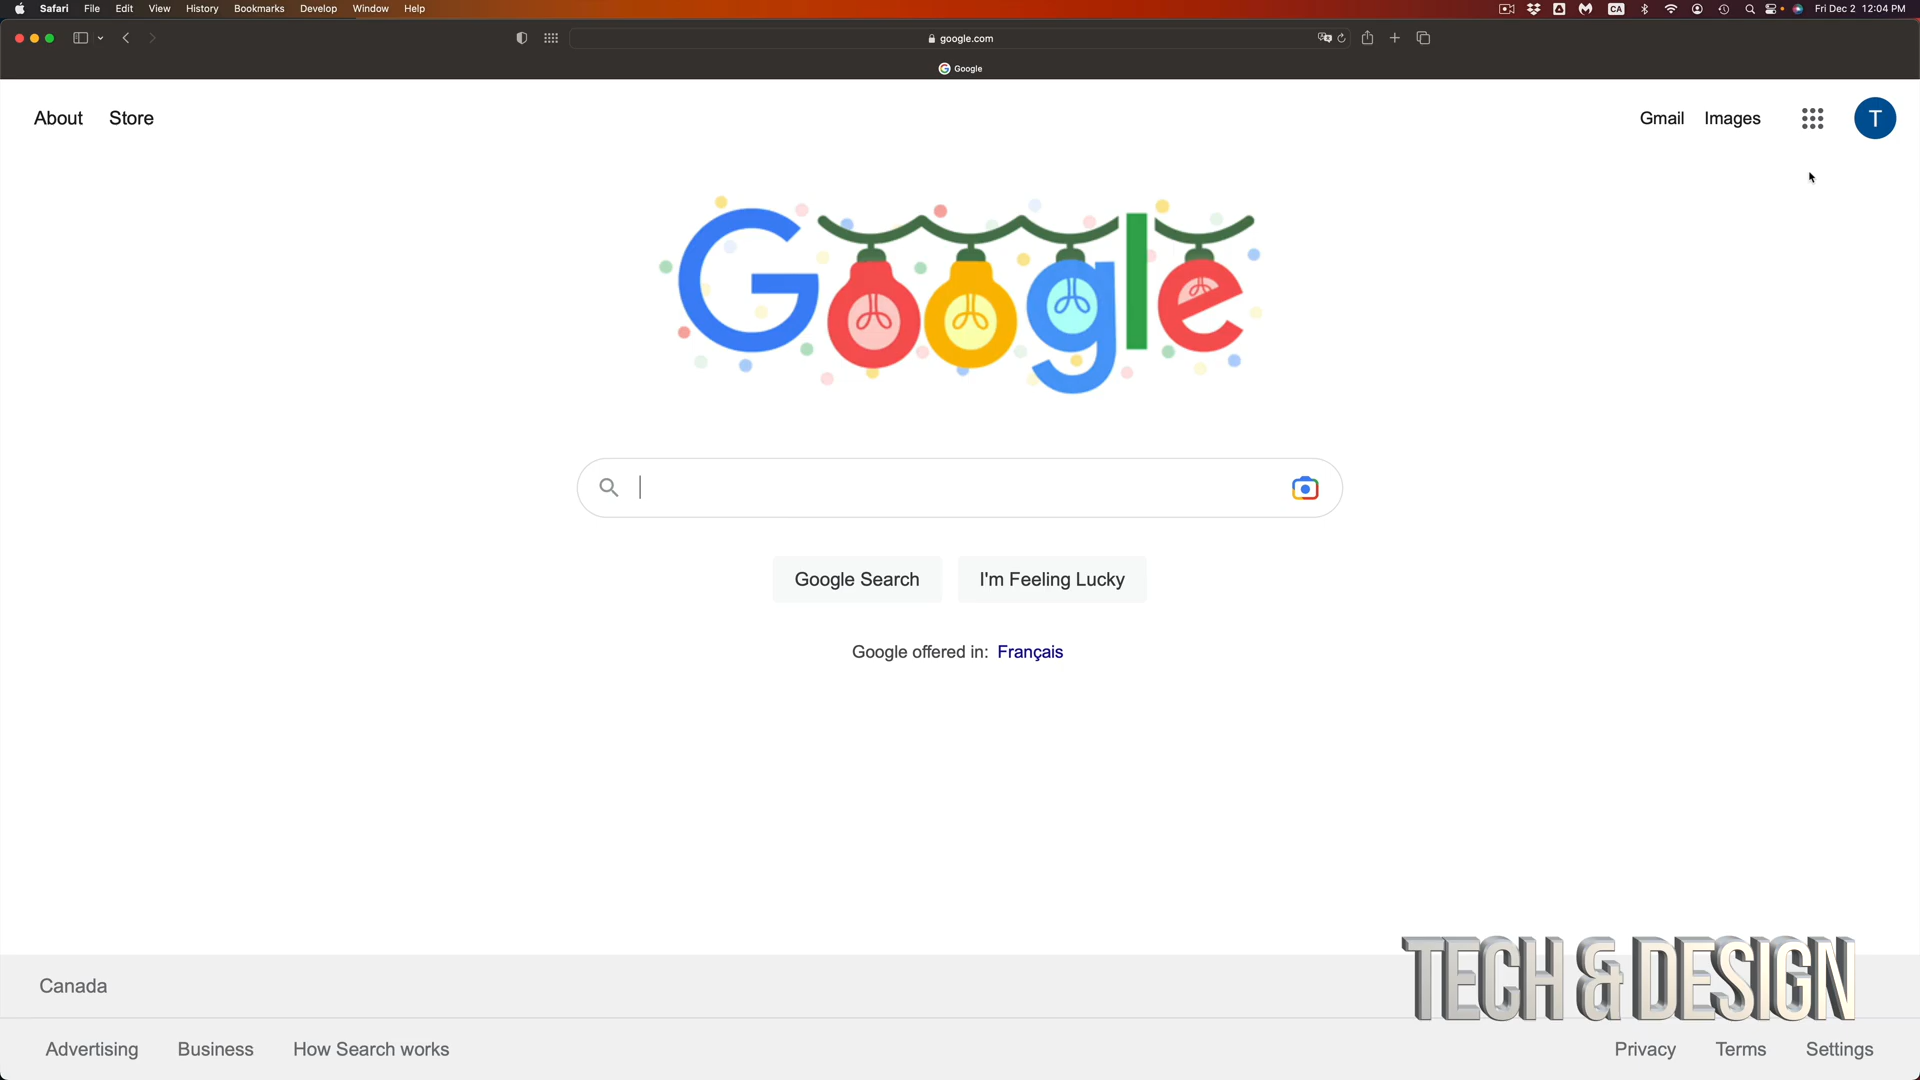 Safari File Edit View History Bookmarks Develop Window Help CA Fri Dec 2 12:04 PM
google.com
Google
About Store Gmail Images T
Google
Google Search I'm Feeling Lucky
Google offered in: Français
Canada
TECH & DESIGN
Advertising Business How Search works Privacy Terms Settings